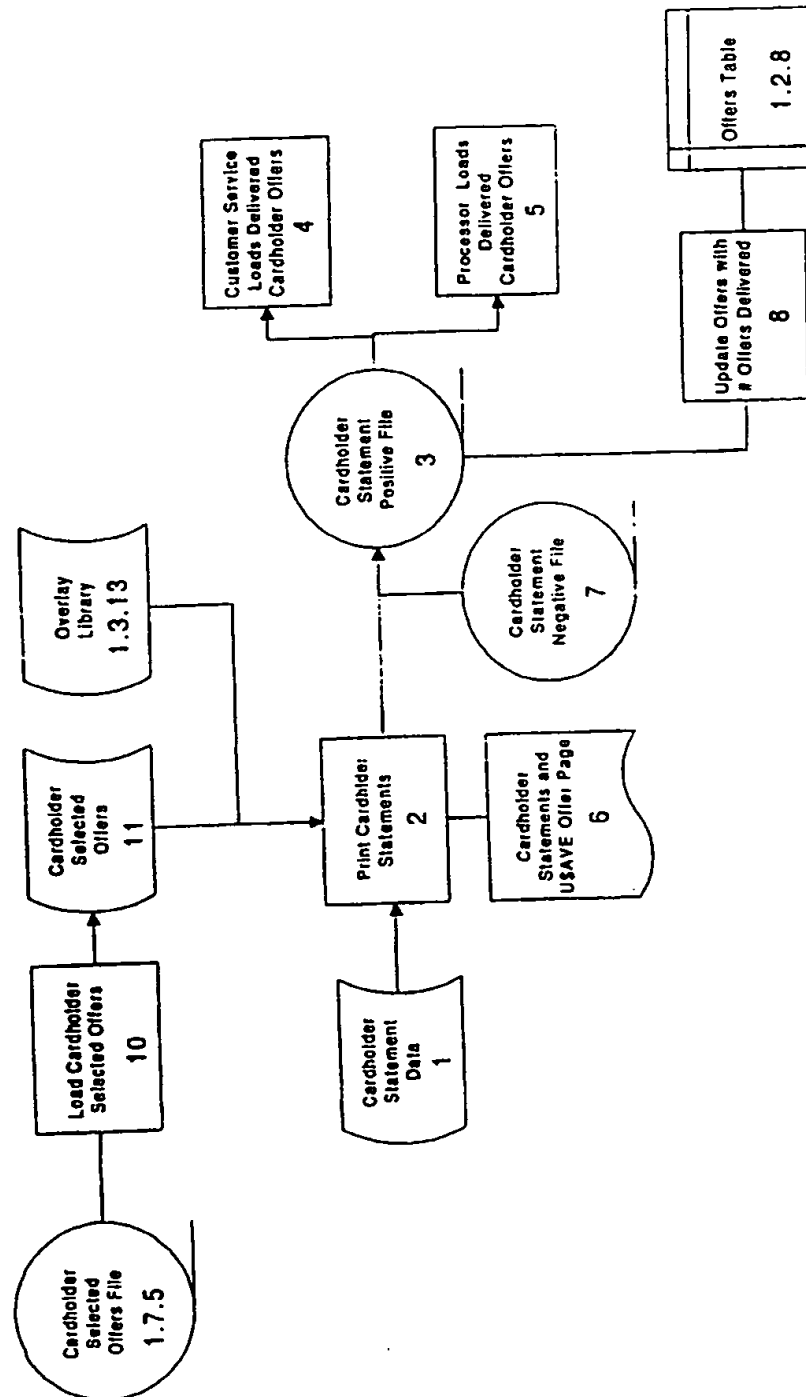 Cardholder
Selected
Offers File
1.7.5
Load Cardholder
Selected Offers
10
Cardholder
Selected
Offers
11
Overlay
Library
1.3.13
Cardholder
Statement
Data
1
Print Cardhlder
Statements
2
Cardholder
Statements and
U$AVE Offer Page
6
Cardholder
Statement
Positive File
3
Cardholder
Statement
Negative File
7
Customer Service
Loads Delivered
Cardholder Offers
4
Processor Loads
Delivered
Cardholder Offers
5
Update Offers with
# Offers Delivered
8
Offers Table
1.2.8